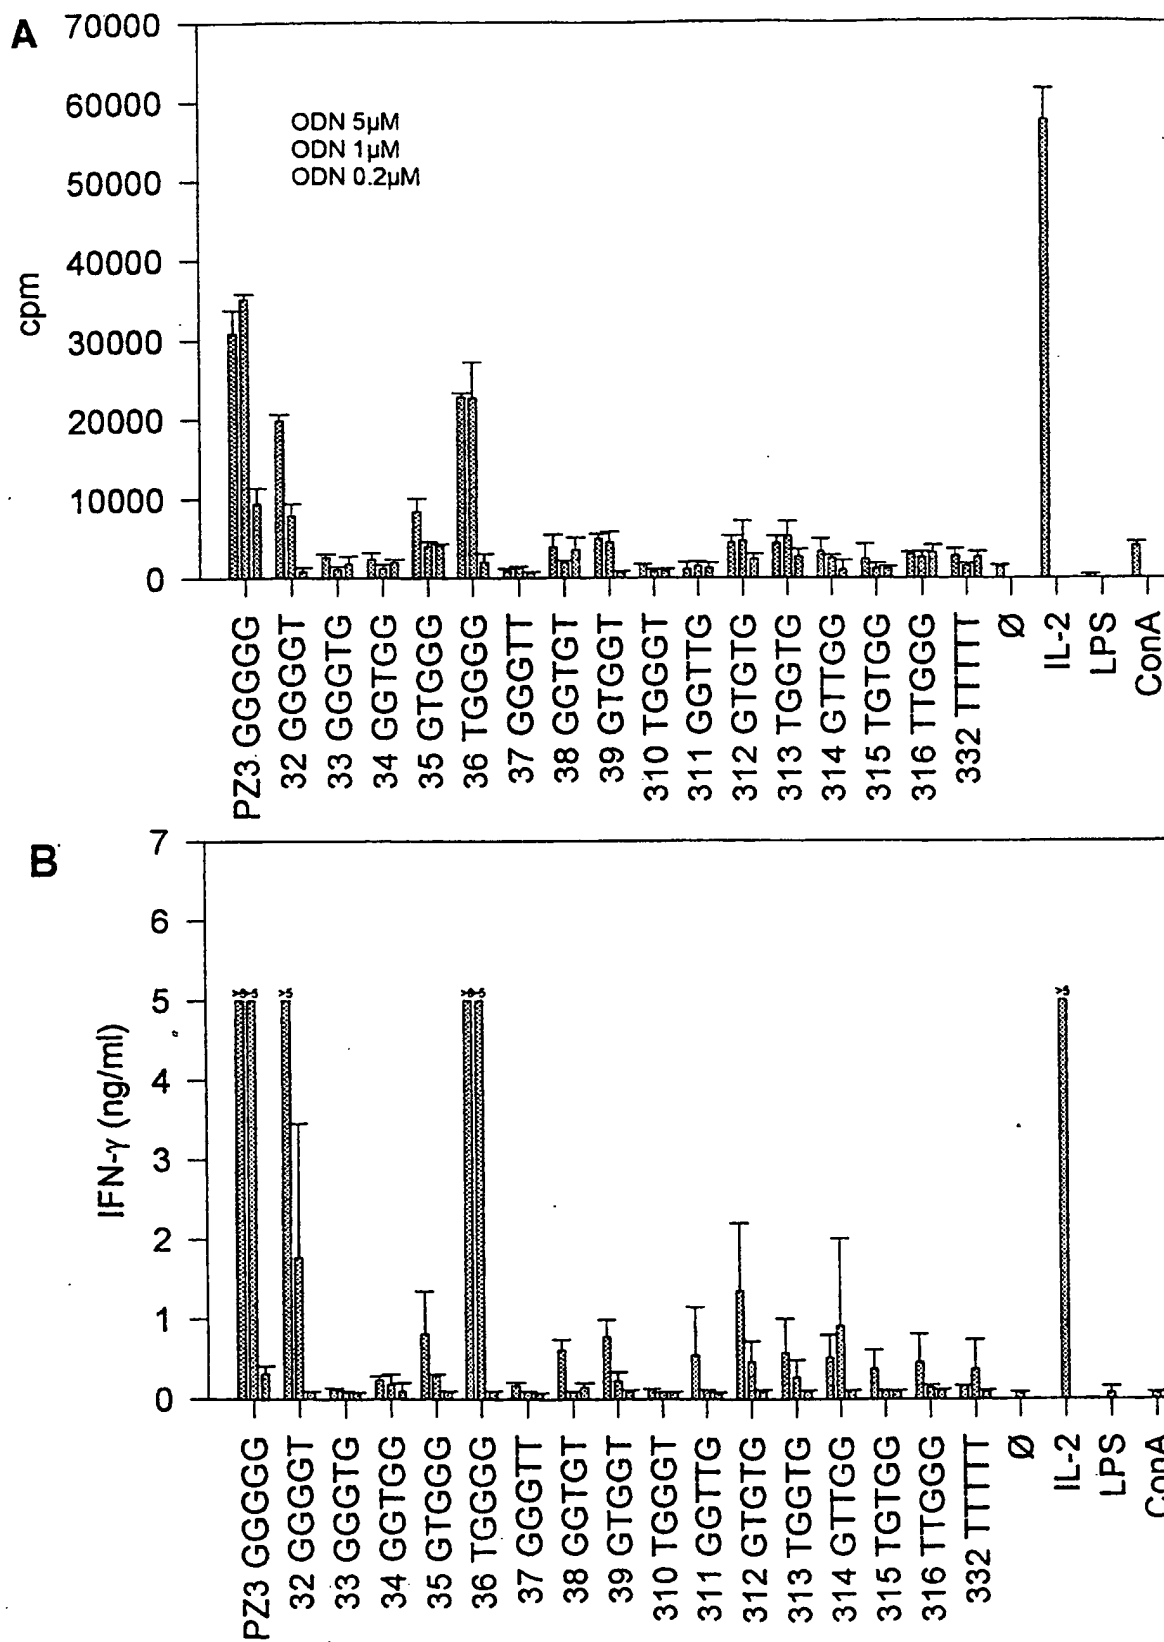 A
70000
60000
50000
40000
30000
20000
10000
0
cpm
ODN 5µM
ODN 1µM
ODN 0.2µM
PZ3 GGGGG
32 GGGGT
33 GGGTG
34 GGTGG
35 GTGGG
36 TGGGG
37 GGGTT
38 GGTGT
39 GTGGT
310 TGGGT
311 GGTTG
312 GTGTG
313 TGGTG
314 GTTGG
315 TGTGG
316 TTGGG
332 TTTTT
Ø
IL-2
LPS
ConA
B
7
6
5
4
3
2
1
0
IFN-γ (ng/ml)
>5
>5
>5
>5
PZ3 GGGGG
32 GGGGT
33 GGGTG
34 GGTGG
35 GTGGG
36 TGGGG
37 GGGTT
38 GGTGT
39 GTGGT
310 TGGGT
311 GGTTG
312 GTGTG
313 TGGTG
314 GTTGG
315 TGTGG
316 TTGGG
332 TTTTT
Ø
IL-2
LPS
ConA